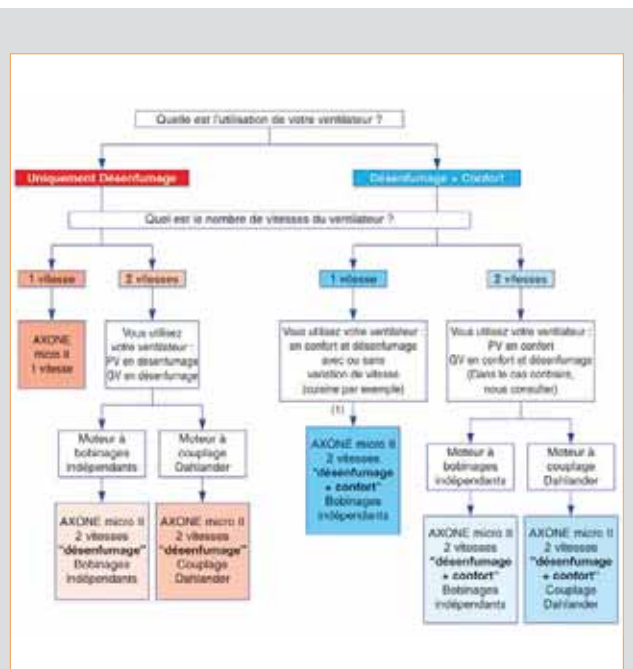 Quelle est l'utilisation de votre ventilateur ?
Uniquement Désenfumage
Désenfumage + Confort
Quel est le nombre de vitesses du ventilateur ?
1 vitesse
2 vitesses
1 vitesse
2 vitesses
AXONE
micro II
1 vitesse
Vous utilisez
votre ventilateur :
PV en désenfumage
GV en désenfumage
Vous utilisez votre ventilateur :
en confort et désenfumage
avec ou sans
variation de vitesse
(cuisine par exemple)
Vous utilisez votre ventilateur :
PV en confort
GV en confort et désenfumage
(Dans le cas contraire,
nous consulter)
(1)
Moteur à
bobinages
indépendants
Moteur à
couplage
Dahlander
AXONE micro II
2 vitesses
"désenfumage
+ confort"
Bobinages
indépendants
Moteur à
bobinages
indépendants
Moteur à
couplage
Dahlander
AXONE micro II
2 vitesses
"désenfumage"
Bobinages
indépendants
AXONE micro II
2 vitesses
"désenfumage"
Couplage
Dahlander
AXONE micro II
2 vitesses
"désenfumage
+ confort"
Bobinages
indépendants
AXONE micro II
2 vitesses
"désenfumage
+ confort"
Couplage
Dahlander